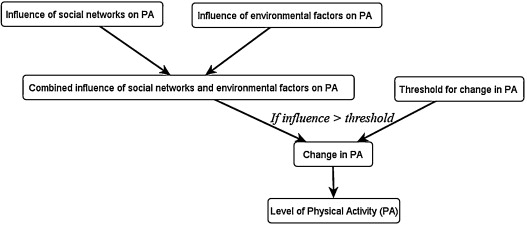 Influence of social networks on PA
Influence of environmental factors on PA
Combined influence of social networks and environmental factors on PA
Threshold for change in PA
If influence > threshold
Change in PA
Level of Physical Activity (PA)